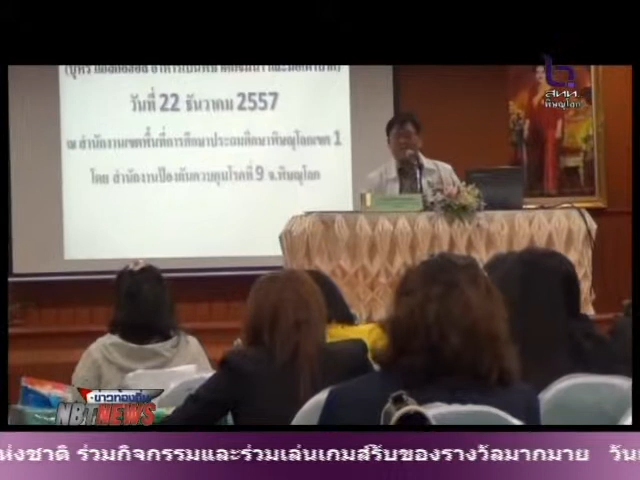 วันที่ 22 ธันวาคม 2557
ณ สำนักงานเขตพื้นที่การศึกษาประถมศึกษาพิษณุโลกเขต 1
โดย สำนักงานป้องกันควบคุมโรคที่ 9 จ.พิษณุโลก
สทท.
พิษณุโลก
ข่าวท้องถิ่น
NBT NEWS
ห่งชาติ ร่วมกิจกรรมและร่วมเล่นเกมส์รับของรางวัลมากมาย วัน